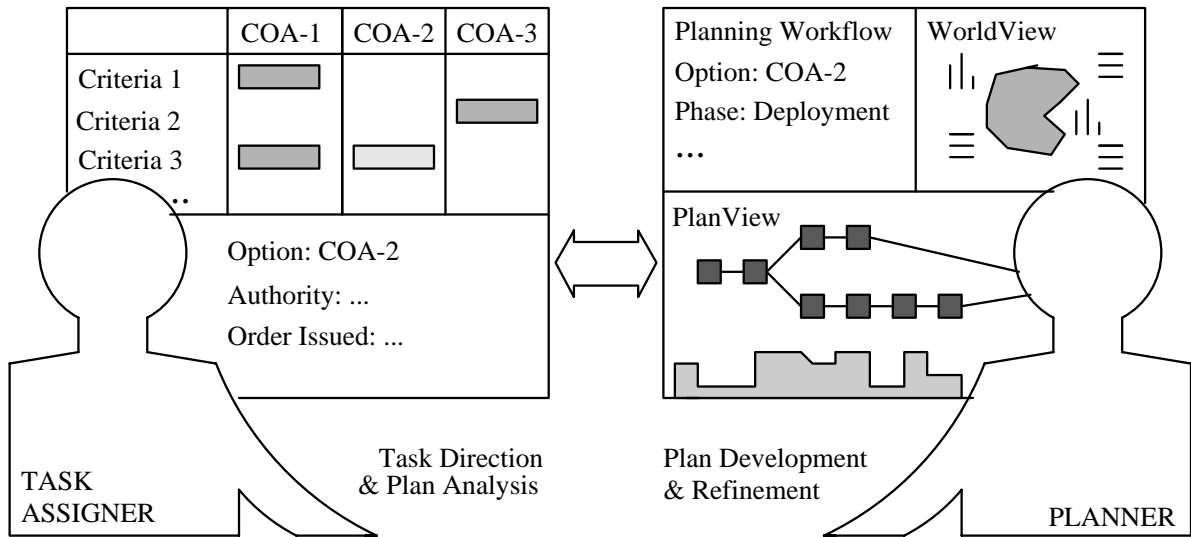 COA-1 COA-2 COA-3
Criteria 1
Criteria 2
Criteria 3
..
Option: COA-2
Authority: ...
Order Issued: ...
Planning Workflow
Option: COA-2
Phase: Deployment
...
WorldView
PlanView
Task Direction
& Plan Analysis
Plan Development
& Refinement
TASK
ASSIGNER
PLANNER